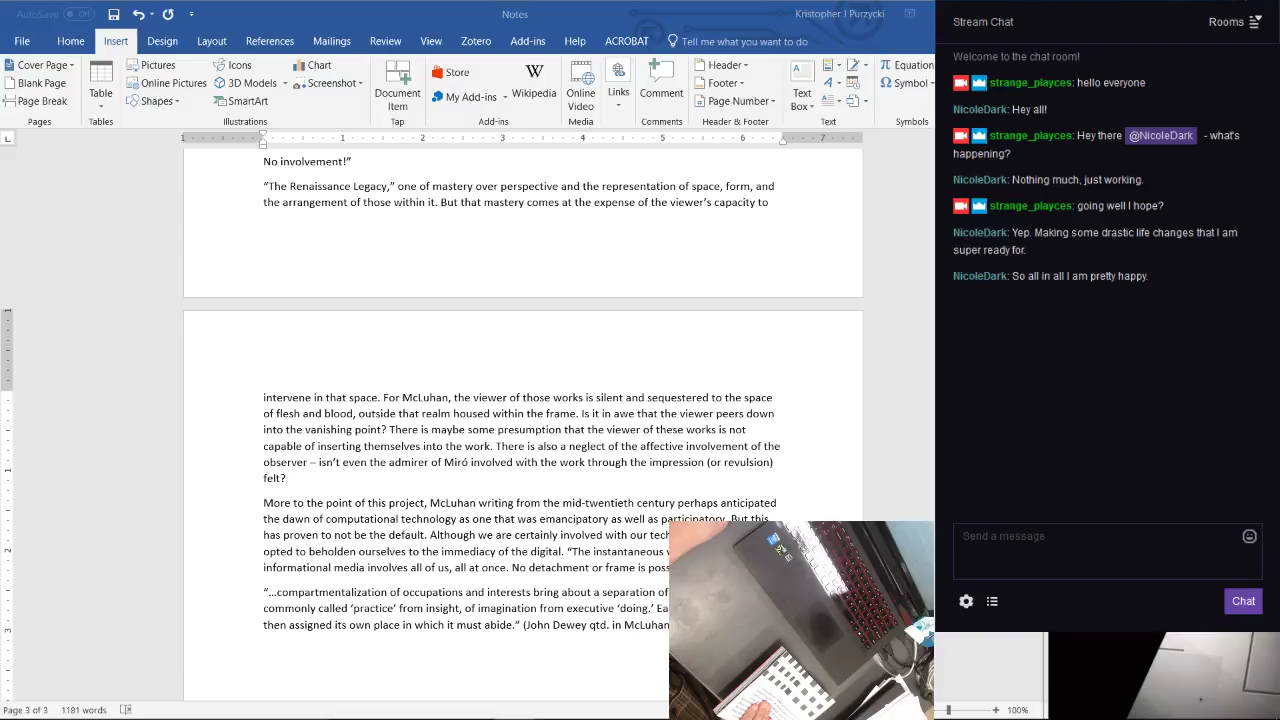 AutoSave Off
Notes
Kristopher J Purzycki
File Home Insert Design Layout References Mailings Review View Zotero Add-ins Help ACROBAT Tell me what you want to do
Cover Page
Blank Page
Page Break
Pages
Table
Tables
Pictures
Online Pictures
Shapes
Icons
3D Models
SmartArt
Chart
Screenshot
Illustrations
Document
Item
Store
My Add-ins
W
Wikipedia
Add-ins
Online
Video
Media
Links
Comment
Comments
Header
Footer
Page Number
Header & Footer
A
Text
Box
Text
Equation
Symbol
Symbols
1 1 2 3 4 5 6 7
No involvement!”
“The Renaissance Legacy,” one of mastery over perspective and the representation of space, form, and
the arrangement of those within it. But that mastery comes at the expense of the viewer’s capacity to
intervene in that space. For McLuhan, the viewer of those works is silent and sequestered to the space
of flesh and blood, outside that realm housed within the frame. Is it in awe that the viewer peers down
into the vanishing point? There is maybe some presumption that the viewer of these works is not
capable of inserting themselves into the work. There is also a neglect of the affective involvement of the
observer – isn’t even the admirer of Miró involved with the work through the impression (or revulsion)
felt?
More to the point of this project, McLuhan writing from the mid-twentieth century perhaps anticipated
the dawn of computational technology as one that was emancipatory as well as participatory. But this
has proven to not be the default. Although we are certainly involved with our tec
opted to beholden ourselves to the immediacy of the digital. “The instantaneous
informational media involves all of us, all at once. No detachment or frame is poss
“…compartmentalization of occupations and interests bring about a separation of
commonly called ‘practice’ from insight, of imagination from executive ‘doing.’ Ea
then assigned its own place in which it must abide.” (John Dewey qtd. in McLuhan
Page 3 of 3 1181 words
100%
Stream Chat
Rooms
Welcome to the chat room!
strange_playces: hello everyone
NicoleDark: Hey all!
strange_playces: Hey there @NicoleDark - what's
happening?
NicoleDark: Nothing much, just working.
strange_playces: going well I hope?
NicoleDark: Yep. Making some drastic life changes that I am
super ready for.
NicoleDark: So all in all I am pretty happy.
Send a message
Chat